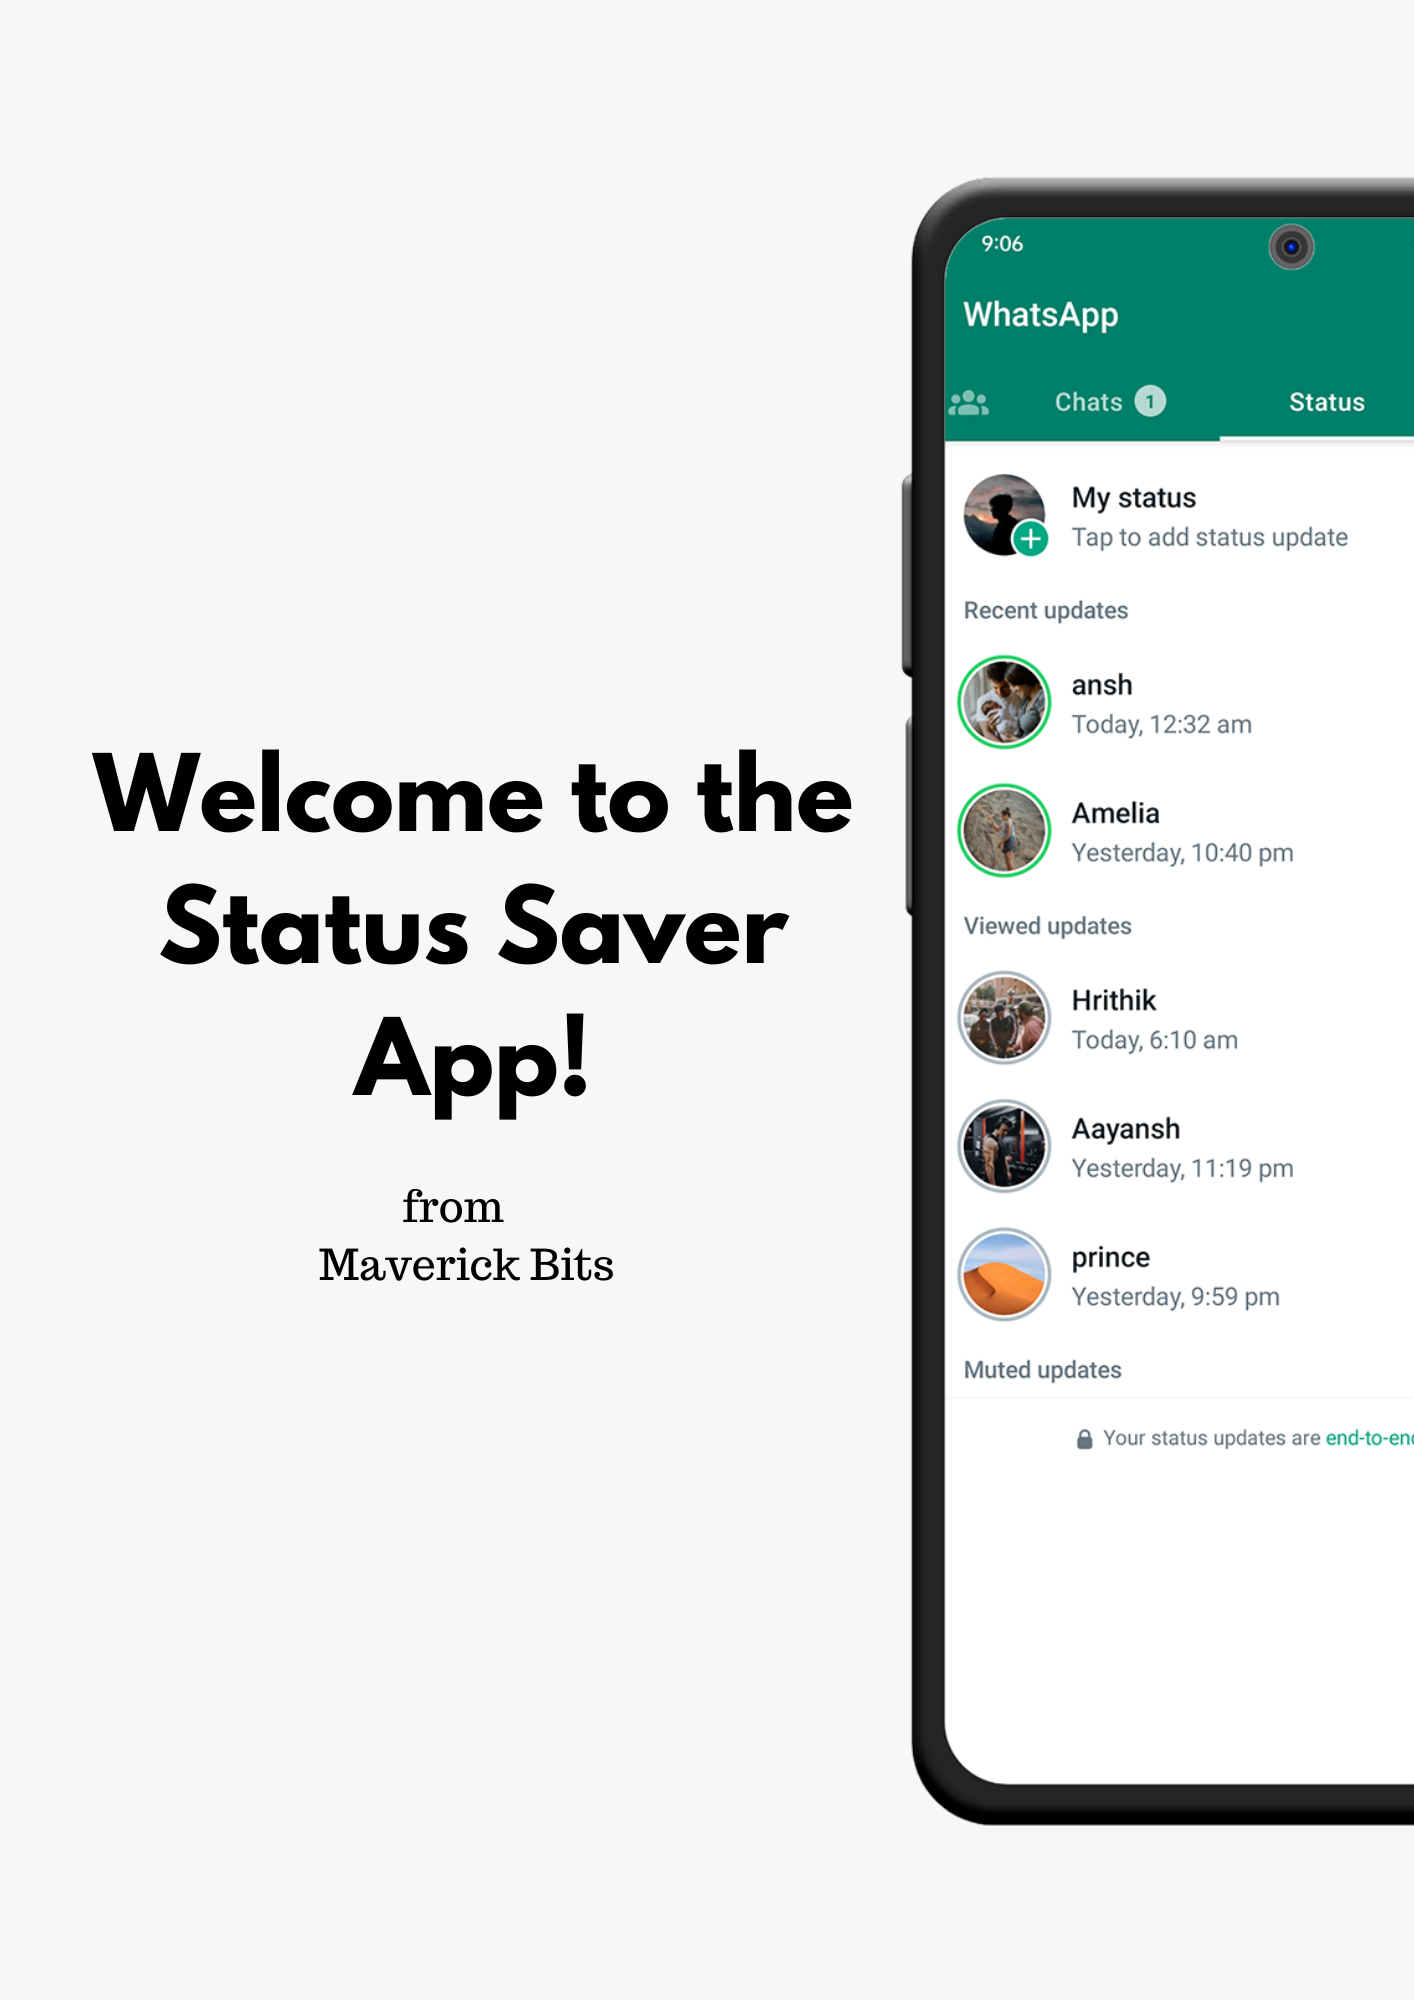 Welcome to the
Status Saver
App!
from
Maverick Bits
9:06
WhatsApp
Chats 1 Status
My status
Tap to add status update
Recent updates
ansh
Today, 12:32 am
Amelia
Yesterday, 10:40 pm
Viewed updates
Hrithik
Today, 6:10 am
Aayansh
Yesterday, 11:19 pm
prince
Yesterday, 9:59 pm
Muted updates
Your status updates are end-to-en